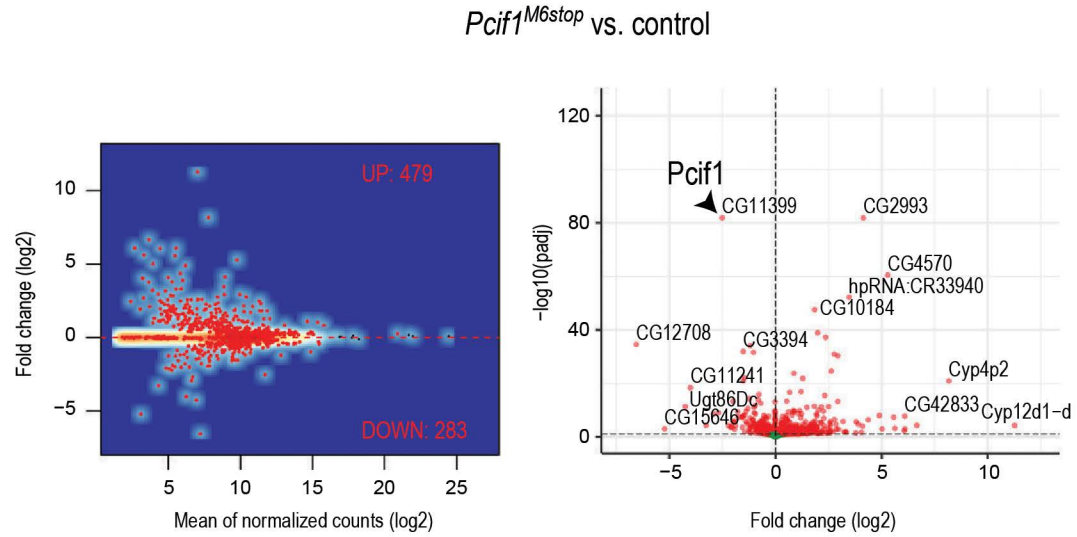 Pcif1M6stop vs. control
Fold change (log2)
10
5
0
−5
UP: 479
DOWN: 283
5
10
15
20
25
Mean of normalized counts (log2)
−log10(padj)
120
80
40
0
Pcif1
CG11399
CG2993
CG4570
hpRNA:CR33940
CG10184
CG12708
CG3394
CG11241
Cyp4p2
Ugt86Dc
CG42833
Cyp12d1−d
CG15646
−5
0
5
10
Fold change (log2)